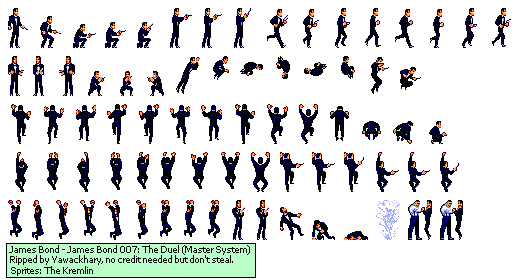 James Bond - James Bond 007: The Duel (Master System)
Ripped by Yawackhary, no credit needed but don't steal.
Sprites: The Kremlin